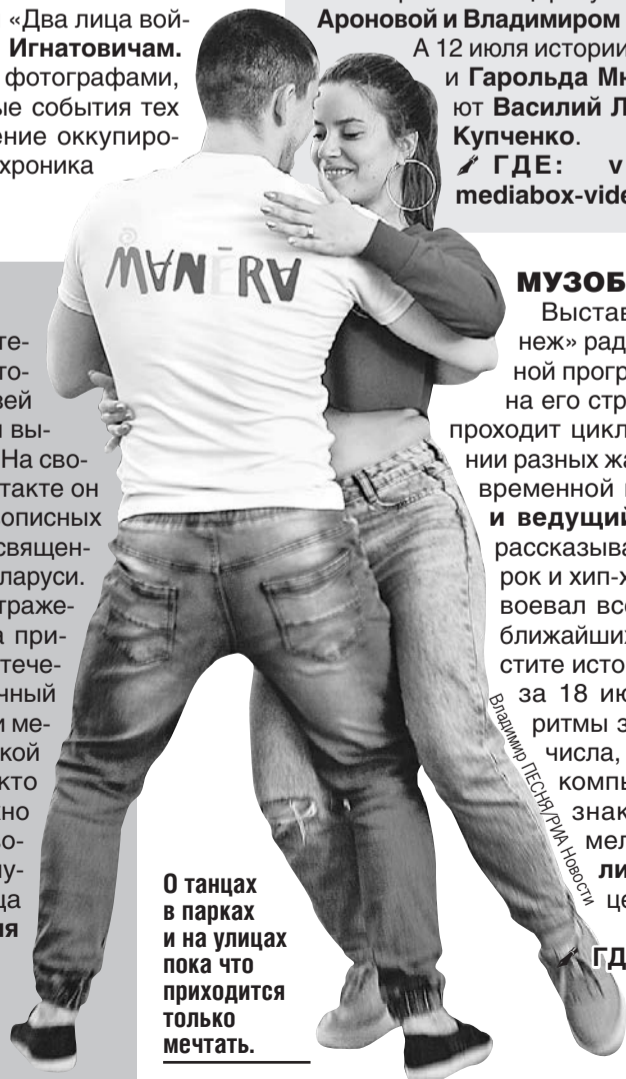 «Два лица вой-
Игнатовичам.
фотографами,
ые события тех
ение оккупиро-
хроника
Ароновой и Владимиром
А 12 июля истории
и Гарольда Мн
ют Василий Л
Купченко.
ГДЕ: v
mediabox-vide
MANĒRA
те-
то-
вей
вы-
На сво-
такте он
описных
священ-
ларуси.
траже-
а при-
тече-
нный
и ме-
кой
кто
но
о-
у-
ца
ия
МУЗОБ
Выстав
неж» рад
ной прогр
на его стр
проходит цикл
нии разных жа
временной
и ведущий
рассказыва
рок и хип-х
воевал все
ближайших
стите исто
за 18 ию
ритмы з
числа,
компь
знак
мел
ли
це
ГД
Владимир ПЕСНЯ/РИА Новости
О танцах
в парках
и на улицах
пока что
приходится
только
мечтать.